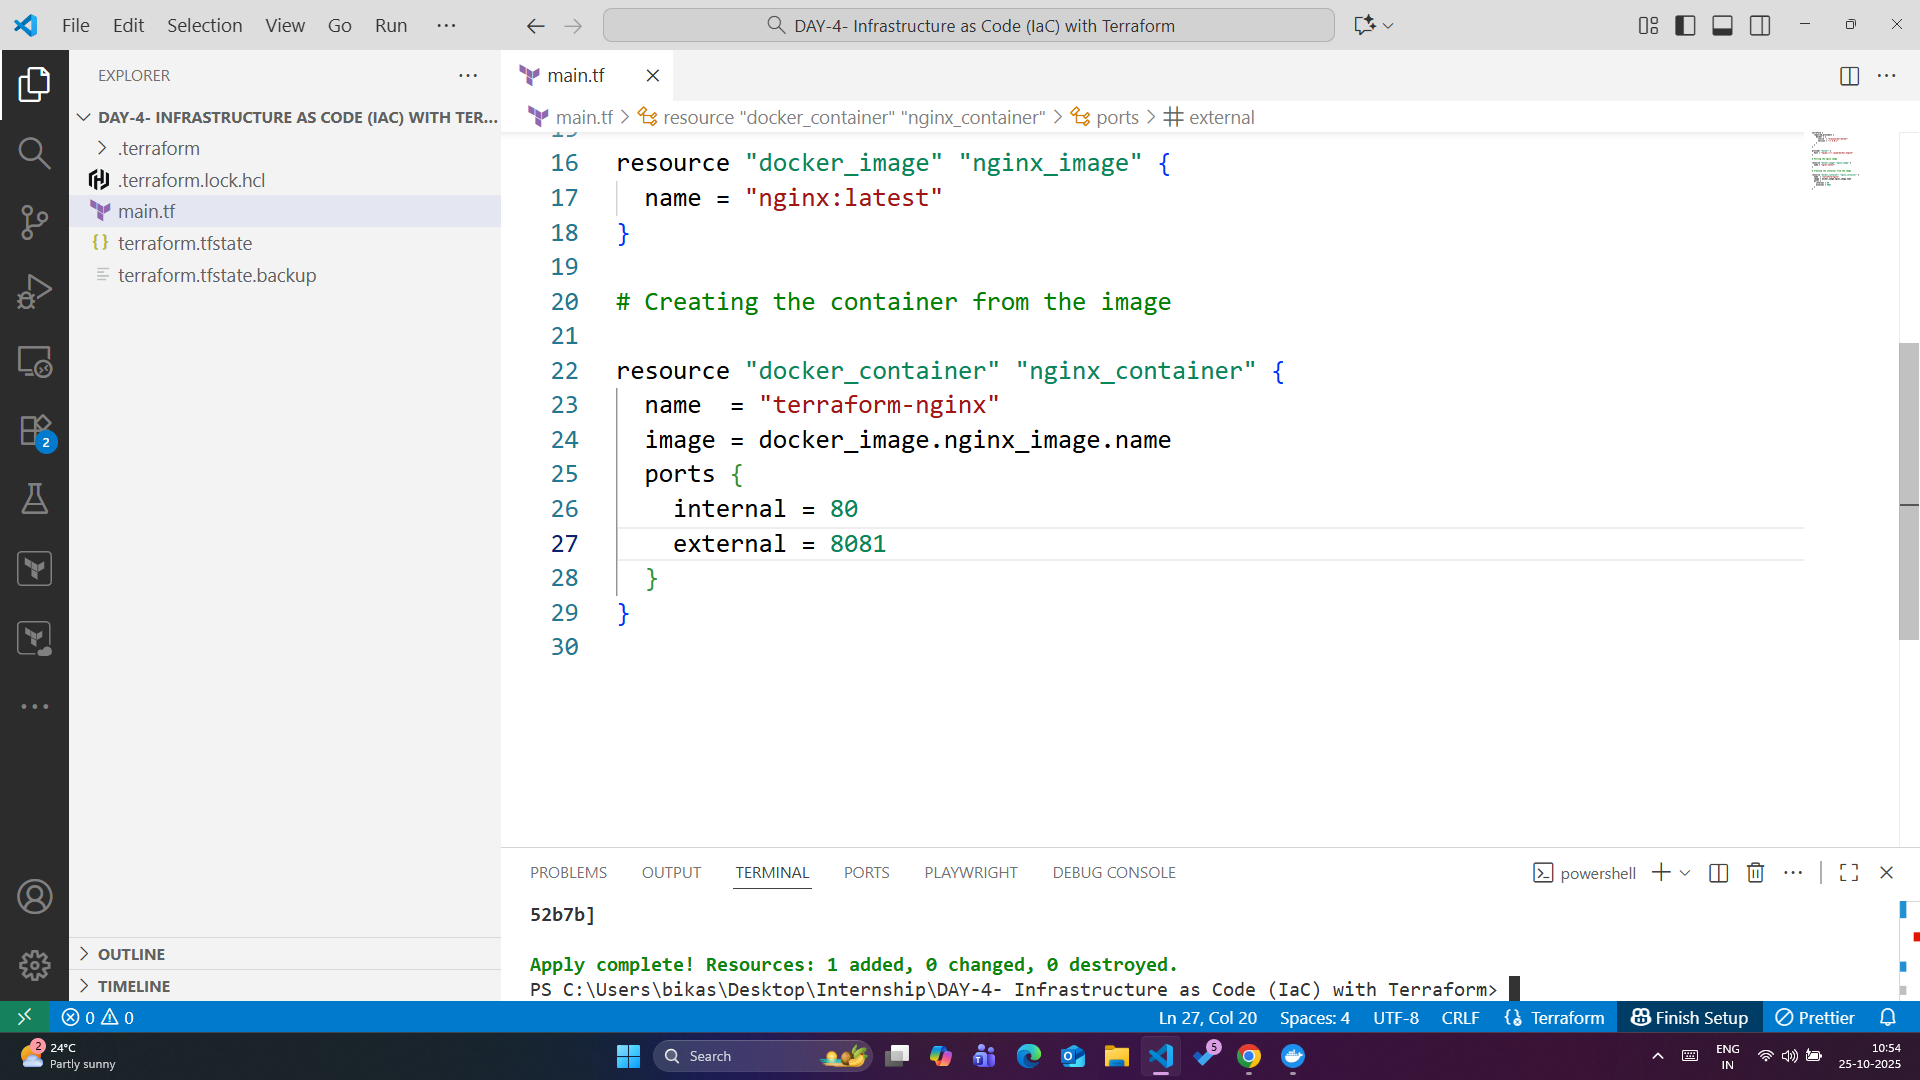 File Edit Selection View Go Run ···
DAY-4- Infrastructure as Code (IaC) with Terraform
EXPLORER
DAY-4- INFRASTRUCTURE AS CODE (IAC) WITH TER...
.terraform
.terraform.lock.hcl
main.tf
terraform.tfstate
terraform.tfstate.backup
OUTLINE
TIMELINE
2
main.tf
main.tf > resource "docker_container" "nginx_container" > ports > external
15
16 resource "docker_image" "nginx_image" {
17 name = "nginx:latest"
18 }
19
20 # Creating the container from the image
21
22 resource "docker_container" "nginx_container" {
23 name  = "terraform-nginx"
24 image = docker_image.nginx_image.name
25 ports {
26 internal = 80
27 external = 8081
28 }
29 }
30
PROBLEMS OUTPUT TERMINAL PORTS PLAYWRIGHT DEBUG CONSOLE
powershell
52b7b]
Apply complete! Resources: 1 added, 0 changed, 0 destroyed.
PS C:\Users\bikas\Desktop\Internship\DAY-4- Infrastructure as Code (IaC) with Terraform>
0 0
Ln 27, Col 20 Spaces: 4 UTF-8 CRLF Terraform Finish Setup Prettier
2
24°C
Partly sunny
Search
5
ENG
IN
10:54
25-10-2025